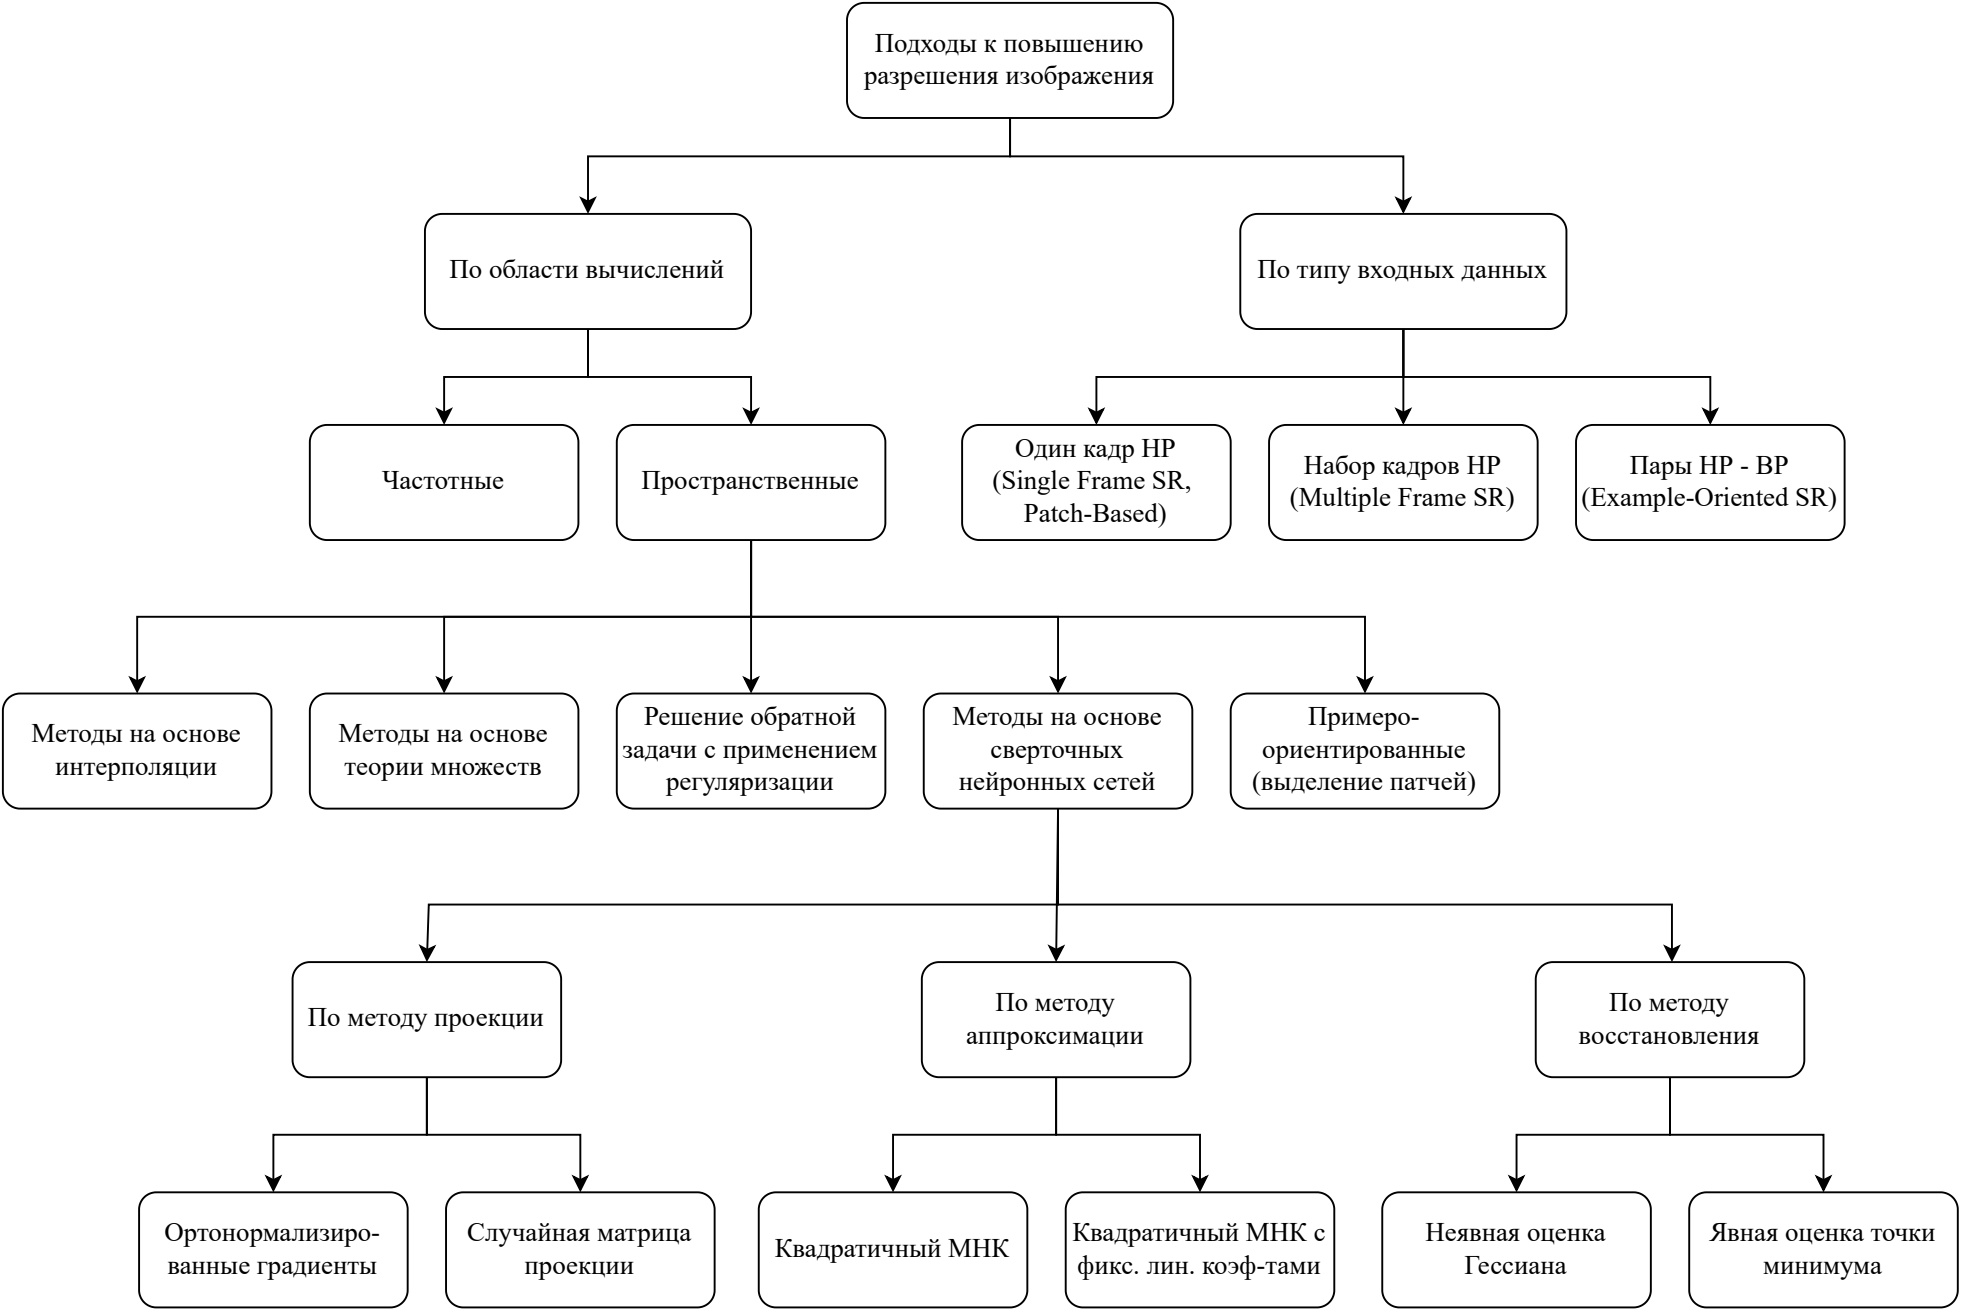 Подходы к повышению
разрешения изображения
По области вычислений
По типу входных данных
Частотные
Пространственные
Один кадр НР
(Single Frame SR,
Patch-Based)
Набор кадров НР
(Multiple Frame SR)
Пары НР - ВР
(Example-Oriented SR)
Методы на основе
интерполяции
Методы на основе
теории множеств
Решение обратной
задачи с применением
регуляризации
Методы на основе
сверточных
нейронных сетей
Примеро-
ориентированные
(выделение патчей)
По методу проекции
По методу
аппроксимации
По методу
восстановления
Ортонормализиро-
ванные градиенты
Случайная матрица
проекции
Квадратичный МНК
Квадратичный МНК с
фикс. лин. коэф-тами
Неявная оценка
Гессиана
Явная оценка точки
минимума